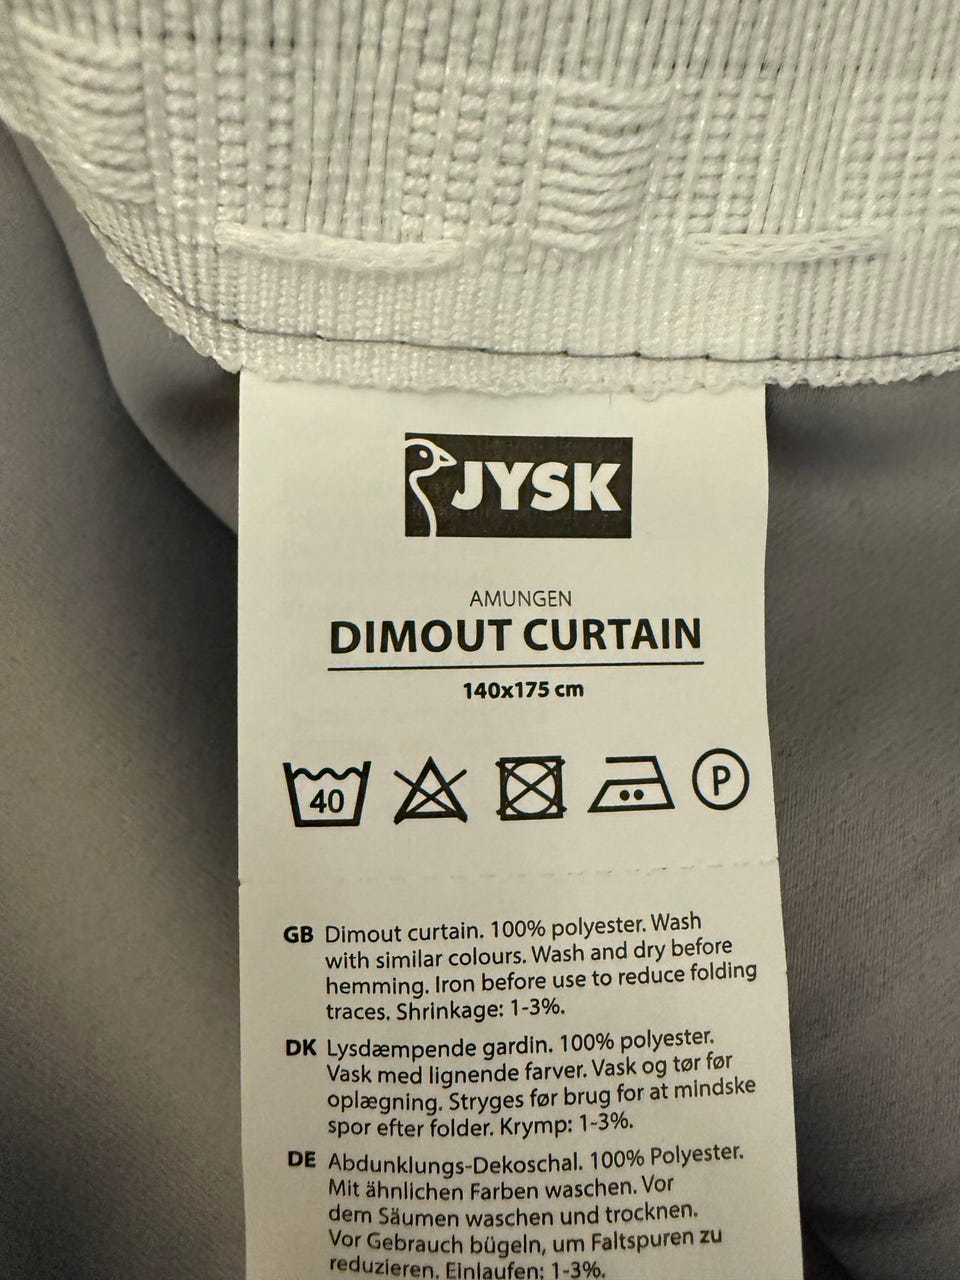 JYSK
AMUNGEN
DIMOUT CURTAIN
140x175 cm
40
P
GB Dimout curtain. 100% polyester. Wash
with similar colours. Wash and dry before
hemming. Iron before use to reduce folding
traces. Shrinkage: 1-3%.
DK Lysdæmpende gardin. 100% polyester.
Vask med lignende farver. Vask og tør før
oplægning. Stryges før brug for at mindske
spor efter folder. Krymp: 1-3%.
DE Abdunklungs-Dekoschal. 100% Polyester.
Mit ähnlichen Farben waschen. Vor
dem Säumen waschen und trocknen.
Vor Gebrauch bügeln, um Faltspuren zu
reduzieren. Einlaufen: 1-3%.